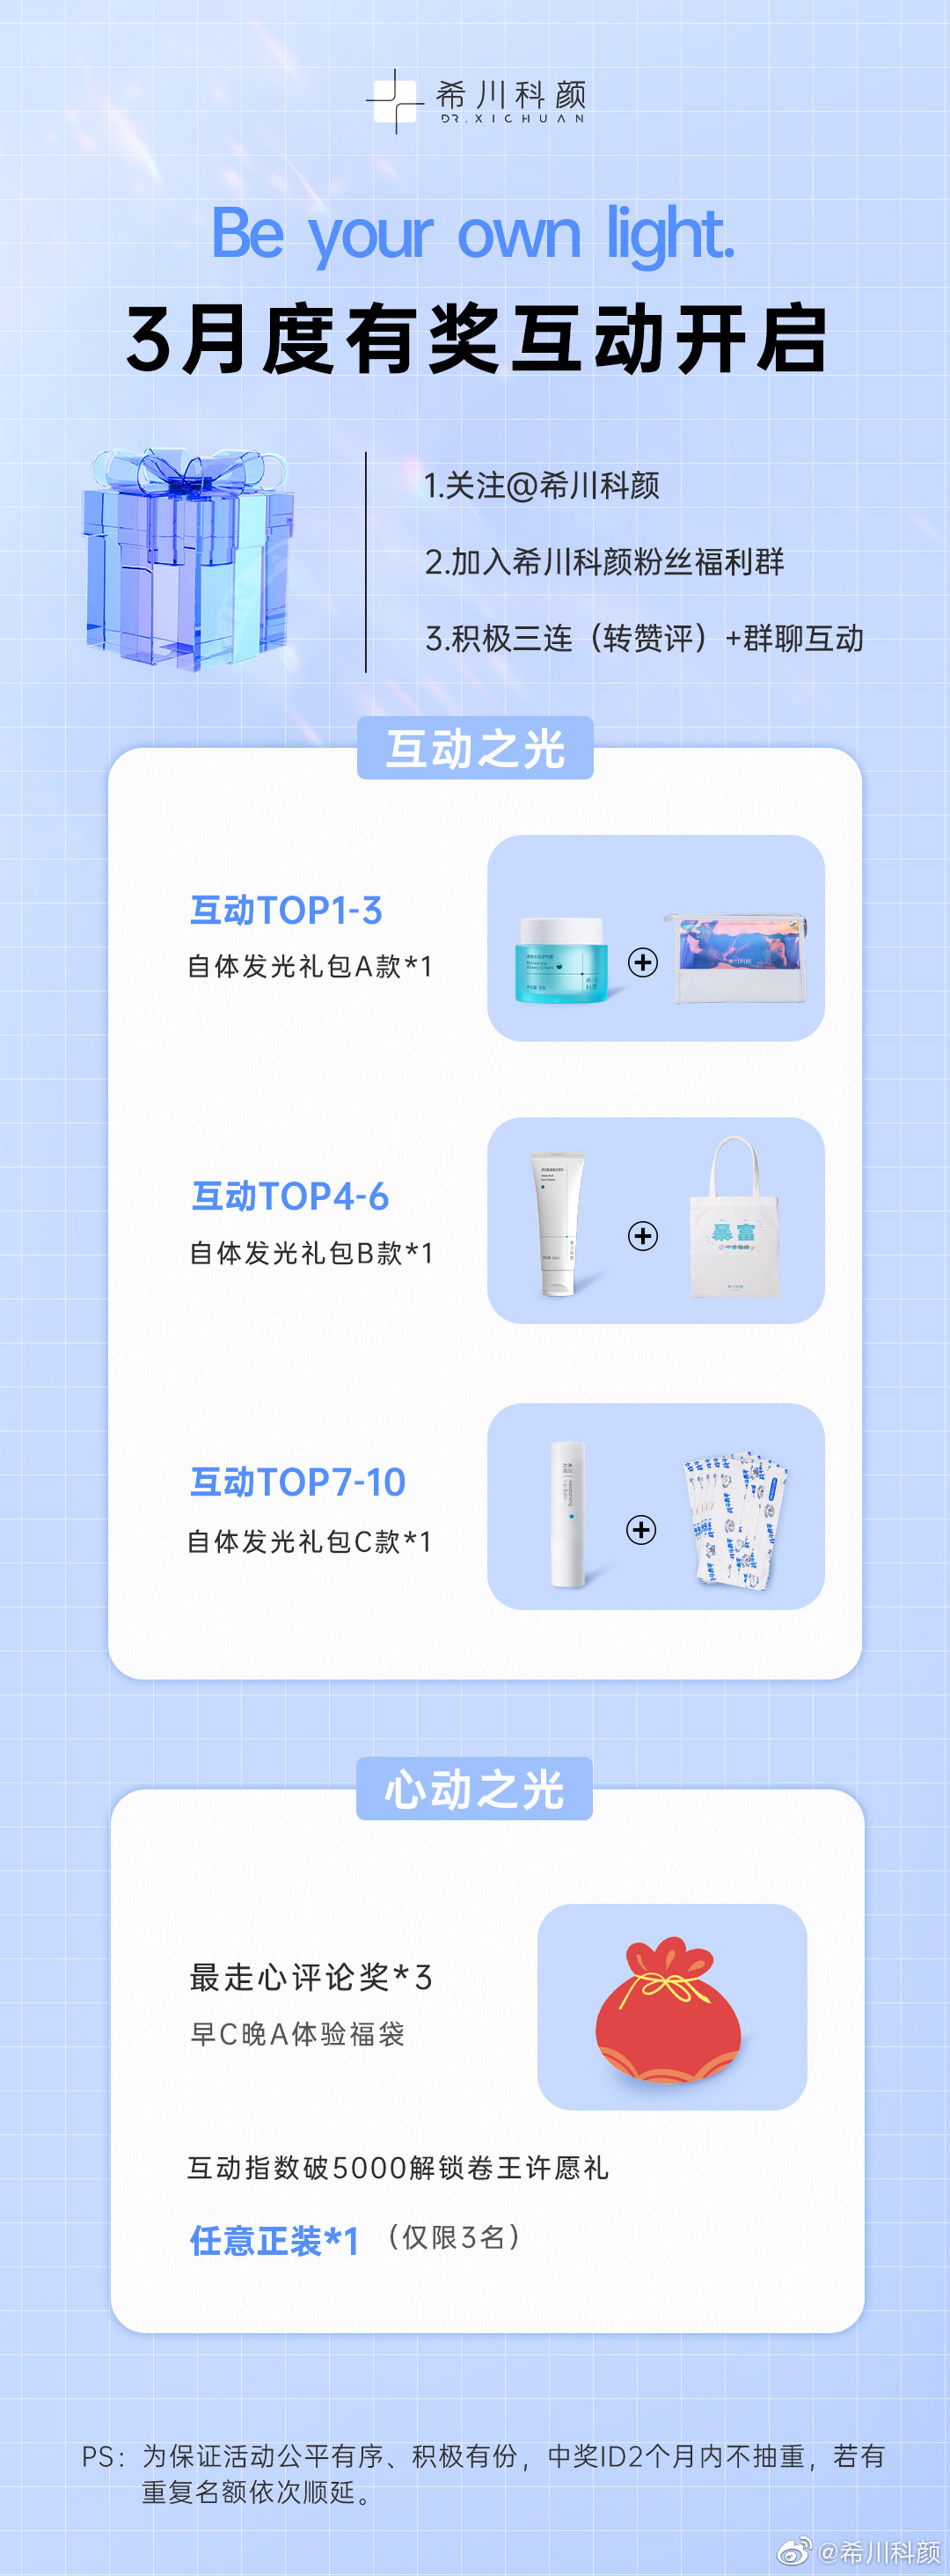 希川科颜
DR.XICHUAN
Be your own light.
3月度有奖互动开启
1.关注@希川科颜
2.加入希川科颜粉丝福利群
3.积极三连（转赞评）+群聊互动
互动之光
互动TOP1-3
自体发光礼包A款*1
希川科颜
互动TOP4-6
自体发光礼包B款*1
暴富
希川科颜
互动TOP7-10
自体发光礼包C款*1
心动之光
最走心评论奖*3
早C晚A体验福袋
互动指数破5000解锁卷王许愿礼
任意正装*1（仅限3名）
PS：为保证活动公平有序、积极有份，中奖ID2个月内不抽重，若有
重复名额依次顺延。
@希川科颜